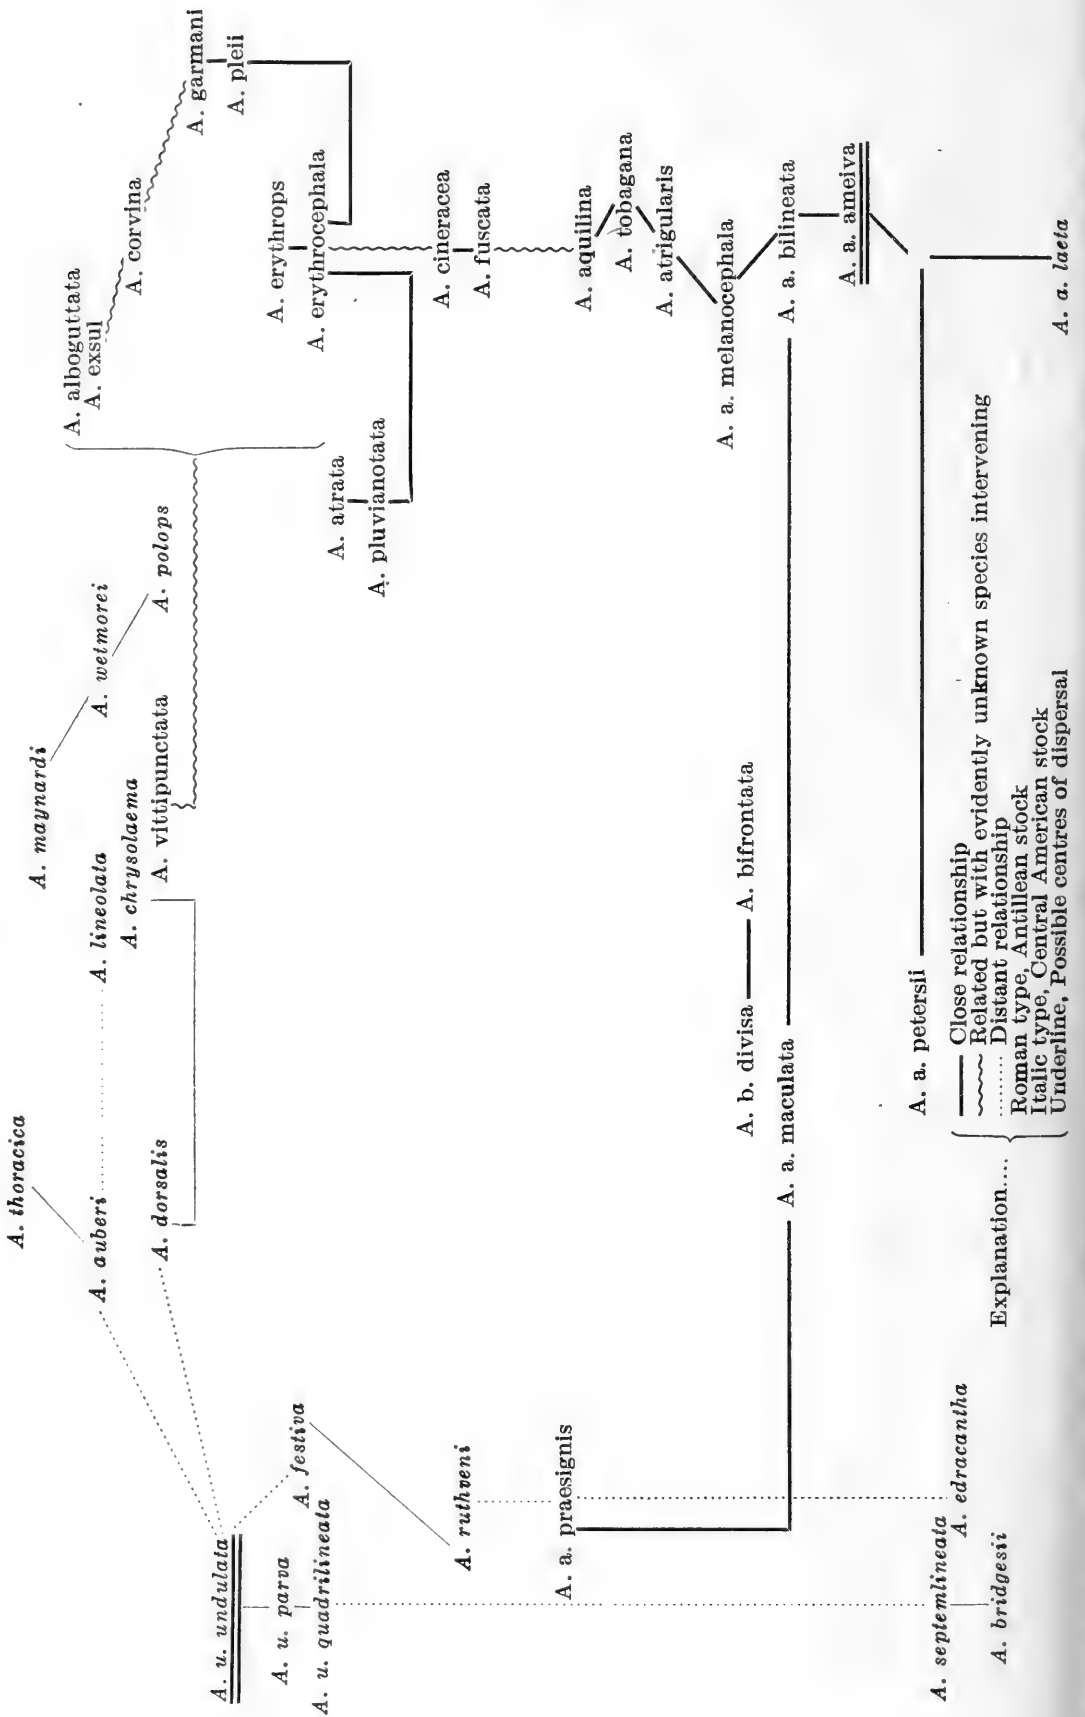 A. thoracica
A. maynardi
A. auberi
A. lineolata
A. wetmorei
A. alboguttata
A. exsul
A. chrysolaema
A. corvina
A. dorsalis
A. vittipunctata
A. polops
A. garmani
A. pleii
A. u. undulata
A. u. parva
A. festiva
A. u. quadrilineata
A. erythrops
A. erythrocephala
A. atrata
A. pluvianotata
A. cineracea
A. fuscata
A. ruthveni
A. a. praesignis
A. aquilina
A. tobagana
A. atrigularis
A. a. melanocephala
A. b. divisa
A. bifrontata
A. a. maculata
A. a. bilineata
A. a. ameiva
A. a. petersii
A. septemlineata
A. edracantha
A. bridgesii
A. a. laeta
Explanation....
Close relationship
Related but with evidently unknown species intervening
Distant relationship
Roman type, Antillean stock
Italic type, Central American stock
Underline, Possible centres of dispersal